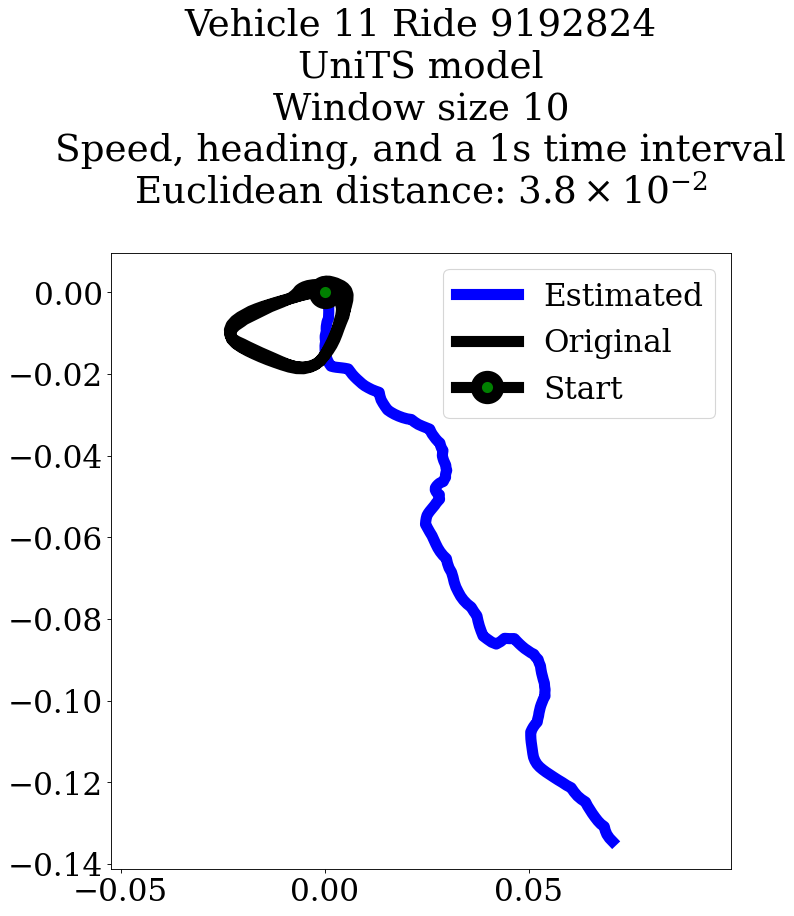 Vehicle 11 Ride 9192824
UniTS model
Window size 10
Speed, heading, and a 1s time interval
Euclidean distance: 3.8 × 10⁻²
Estimated
Original
Start
0.00
−0.02
−0.04
−0.06
−0.08
−0.10
−0.12
−0.14
−0.05
0.00
0.05